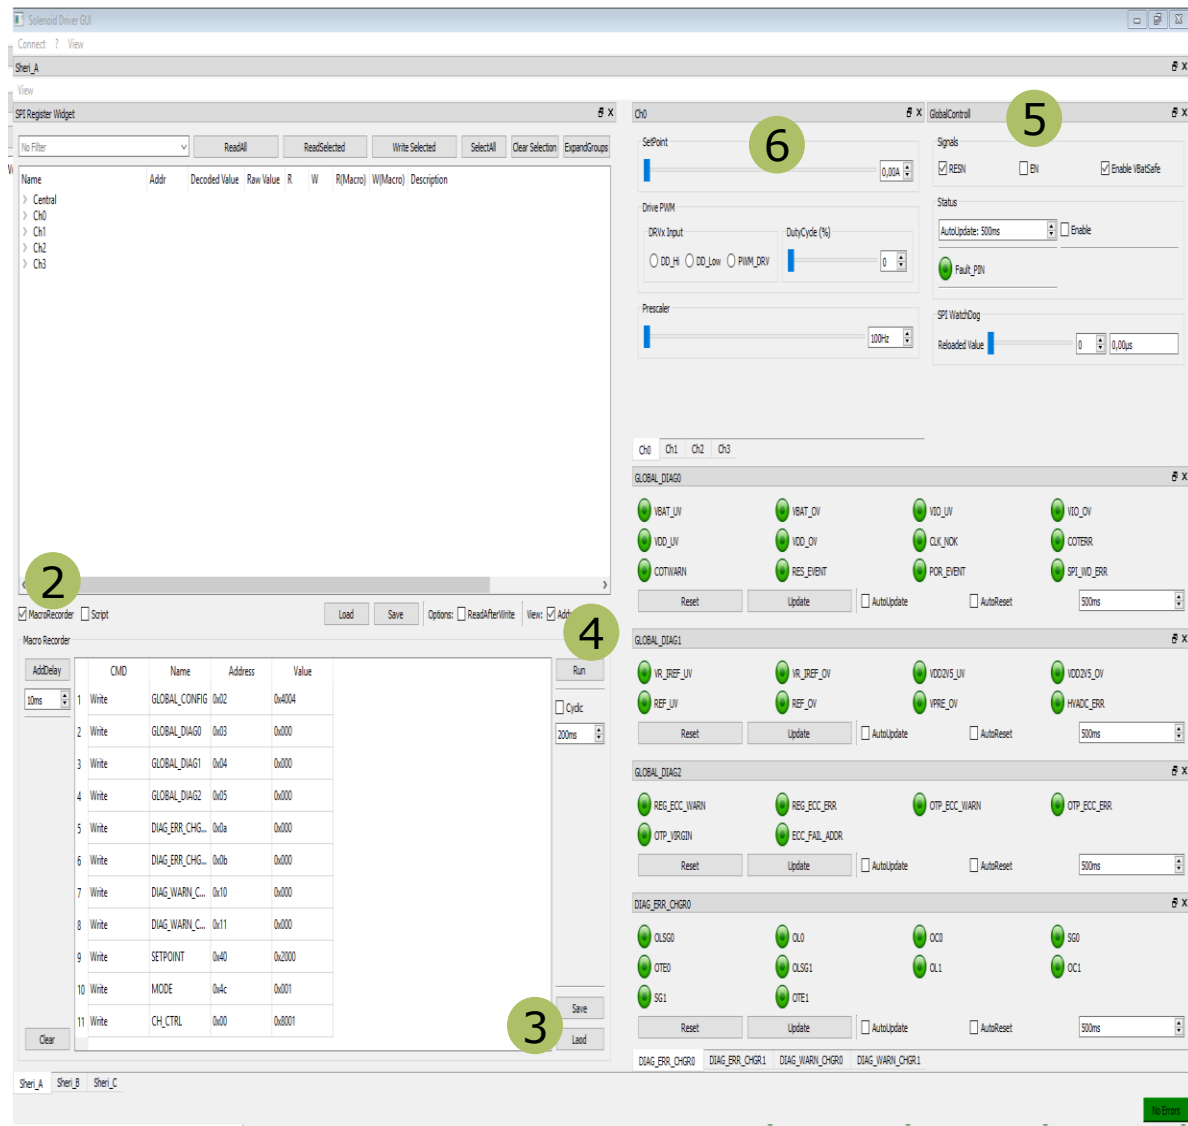 Solenoid Driver GUI
Connect ? View
Sheri_A
View
SPI Register Widget
No Filter ReadAll ReadSelected Write Selected SelectAll Clear Selection ExpandGroups
Name Addr Decoded Value Raw Value R W R(Macro) W(Macro) Description
Central
Ch0
Ch1
Ch2
Ch3
2
MacroRecorder Script Load Save Options: ReadAfterWrite View:
4
Macro Recorder
AddDelay CMD Name Address Value Run
10ms 1 Write GLOBAL_CONFIG 0x02 0x4004 Cyclic
2 Write GLOBAL_DIAG0 0x03 0x000 200ms
3 Write GLOBAL_DIAG1 0x04 0x000
4 Write GLOBAL_DIAG2 0x05 0x000
5 Write DIAG_ERR_CHG... 0x0a 0x000
6 Write DIAG_ERR_CHG... 0x0b 0x000
7 Write DIAG_WARN_C... 0x10 0x000
8 Write DIAG_WARN_C... 0x11 0x000
9 Write SETPOINT 0x40 0x2000
10 Write MODE 0x4c 0x001
Save
11 Write CH_CTRL 0x00 0x8001
3
Clear Laod
Sheri_A Sheri_B Sheri_C
Ch0
6
SetPoint
0,00A
Drive PWM
DRVx Input DutyCycle (%)
DD_Hi DD_Low PWM_DRV 0
Prescaler
100Hz
Ch0 Ch1 Ch2 Ch3
GlobalControll
5
Signals
RESN EN Enable VBatSafe
Status
AutoUpdate: 500ms Enable
Fault_PIN
SPI WatchDog
Reloaded Value 0 0,00µs
GLOBAL_DIAG0
VBAT_UV VBAT_OV VIO_UV VIO_OV
VDD_UV VDD_OV CLK_NOK COTERR
COTWARN RES_EVENT POR_EVENT SPI_WD_ERR
Reset Update AutoUpdate AutoReset 500ms
GLOBAL_DIAG1
VR_IREF_UV VR_IREF_OV VDD2V5_UV VDD2V5_OV
REF_UV REF_OV VPRE_OV HVADC_ERR
Reset Update AutoUpdate AutoReset 500ms
GLOBAL_DIAG2
REG_ECC_WARN REG_ECC_ERR OTP_ECC_WARN OTP_ECC_ERR
OTP_VIRGIN ECC_FAIL_ADDR
Reset Update AutoUpdate AutoReset 500ms
DIAG_ERR_CHGR0
OLSG0 OL0 OC0 SG0
OTE0 OLSG1 OL1 OC1
SG1 OTE1
Reset Update AutoUpdate AutoReset 500ms
DIAG_ERR_CHGR0 DIAG_ERR_CHGR1 DIAG_WARN_CHGR0 DIAG_WARN_CHGR1
No Errors